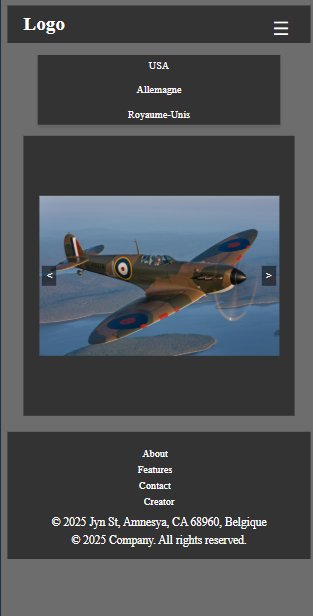 Logo
☰
USA
Allemagne
Royaume-Unis
< >
About
Features
Contact
Creator
© 2025 Jyn St, Amnesya, CA 68960, Belgique
© 2025 Company. All rights reserved.